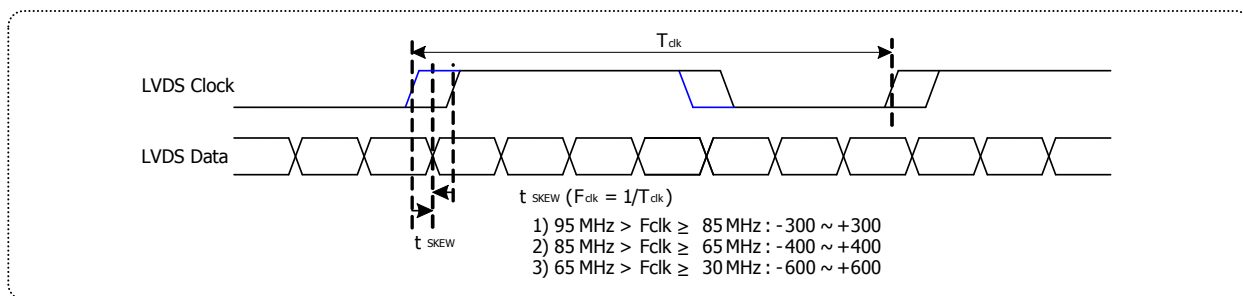 Tclk
LVDS Clock
LVDS Data
t SKEW (Fclk = 1/Tclk)
1) 95 MHz > Fclk ≥ 85 MHz : -300 ~ +300
2) 85 MHz > Fclk ≥ 65 MHz : -400 ~ +400
3) 65 MHz > Fclk ≥ 30 MHz : -600 ~ +600
t SKEW